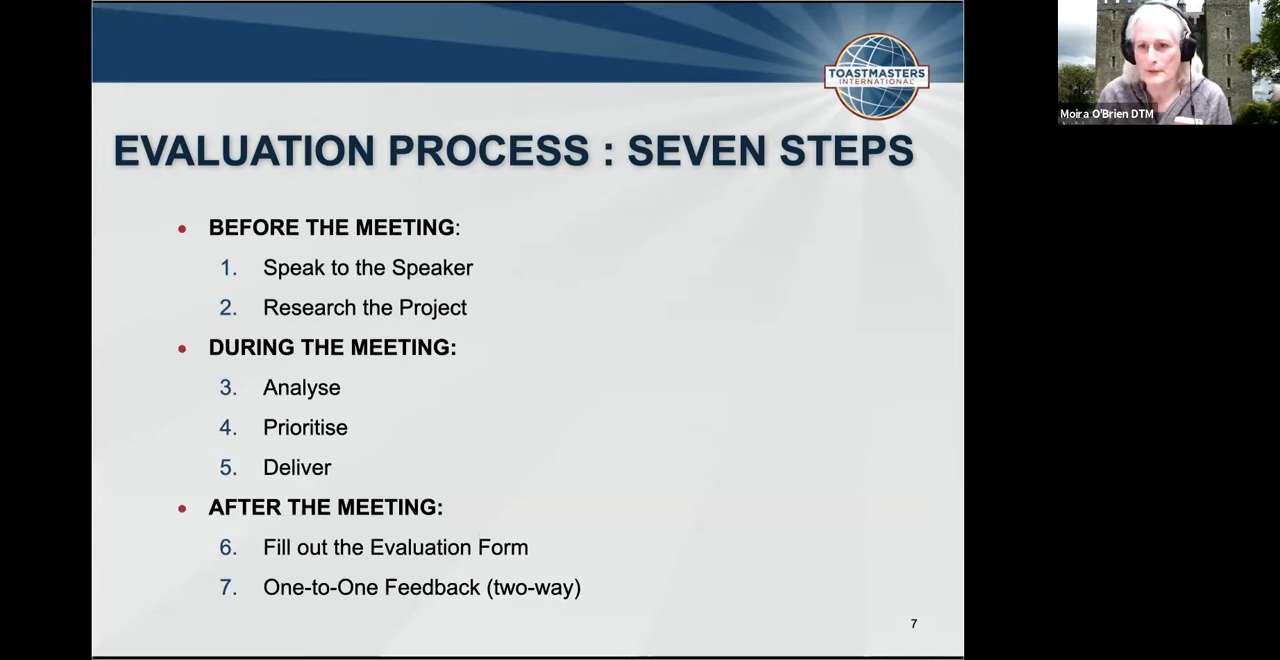 TOASTMASTERS
INTERNATIONAL
EVALUATION PROCESS : SEVEN STEPS
• BEFORE THE MEETING:
1. Speak to the Speaker
2. Research the Project
• DURING THE MEETING:
3. Analyse
4. Prioritise
5. Deliver
• AFTER THE MEETING:
6. Fill out the Evaluation Form
7. One-to-One Feedback (two-way)
7
Moira O'Brien DTM